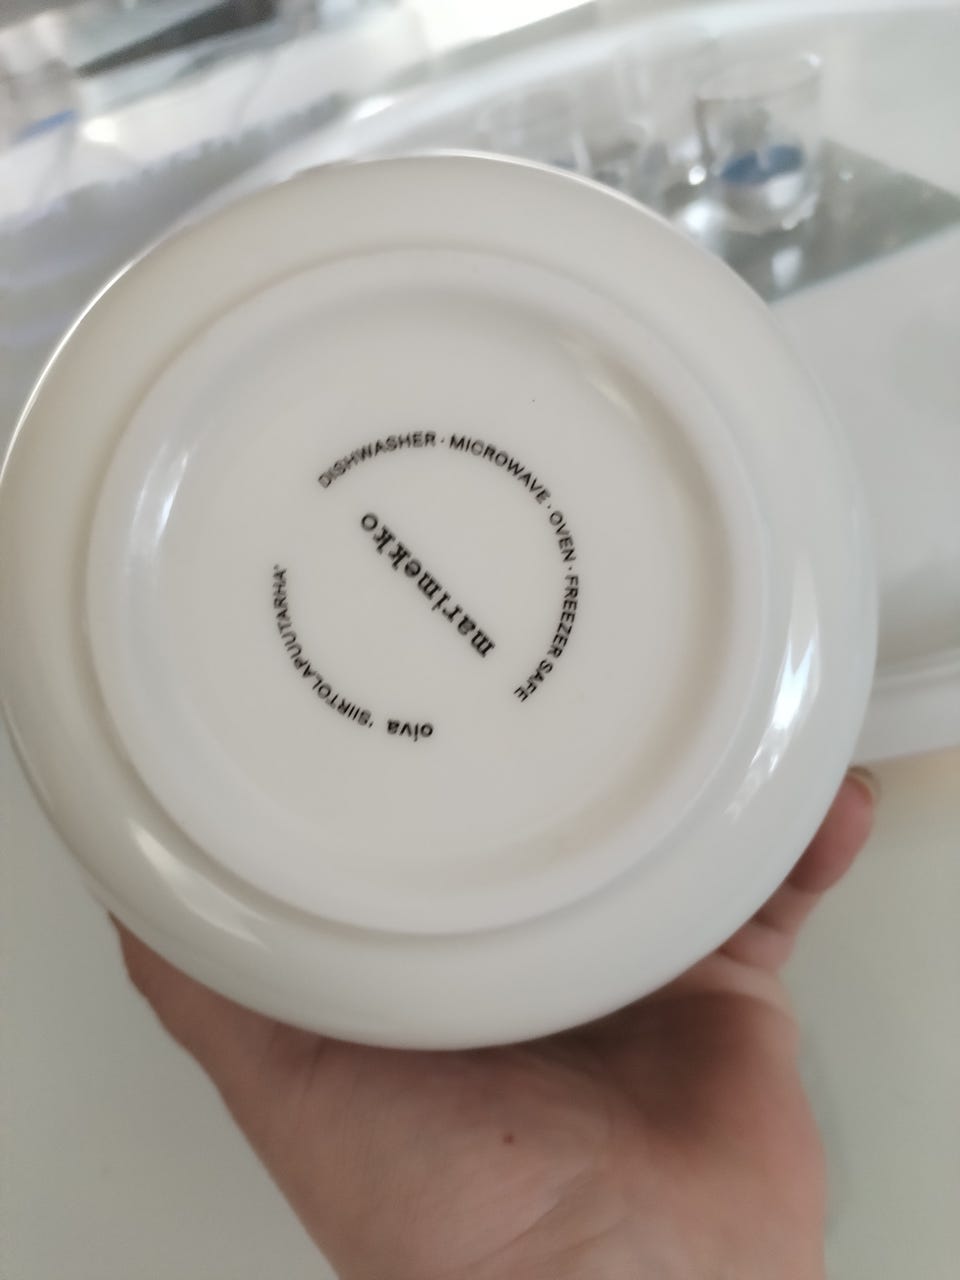 DISHWASHER · MICROWAVE · OVEN · FREEZER SAFE
marimekko
oiva 'SIIRTOLAPUUTARHA'